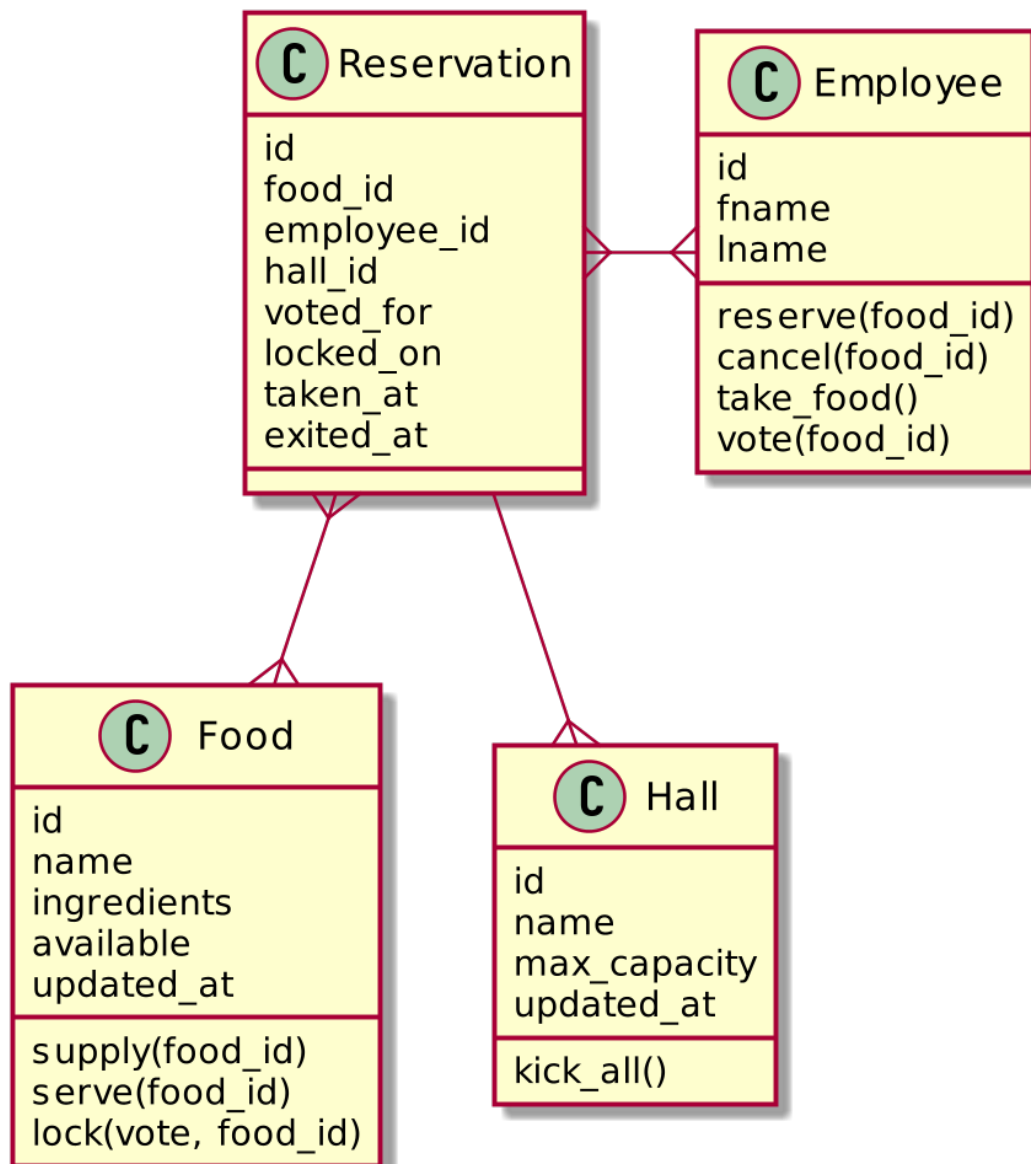 C Reservation
id
food_id
employee_id
hall_id
voted_for
locked_on
taken_at
exited_at
C Employee
id
fname
lname
reserve(food_id)
cancel(food_id)
take_food()
vote(food_id)
C Food
id
name
ingredients
available
updated_at
supply(food_id)
serve(food_id)
lock(vote, food_id)
C Hall
id
name
max_capacity
updated_at
kick_all()